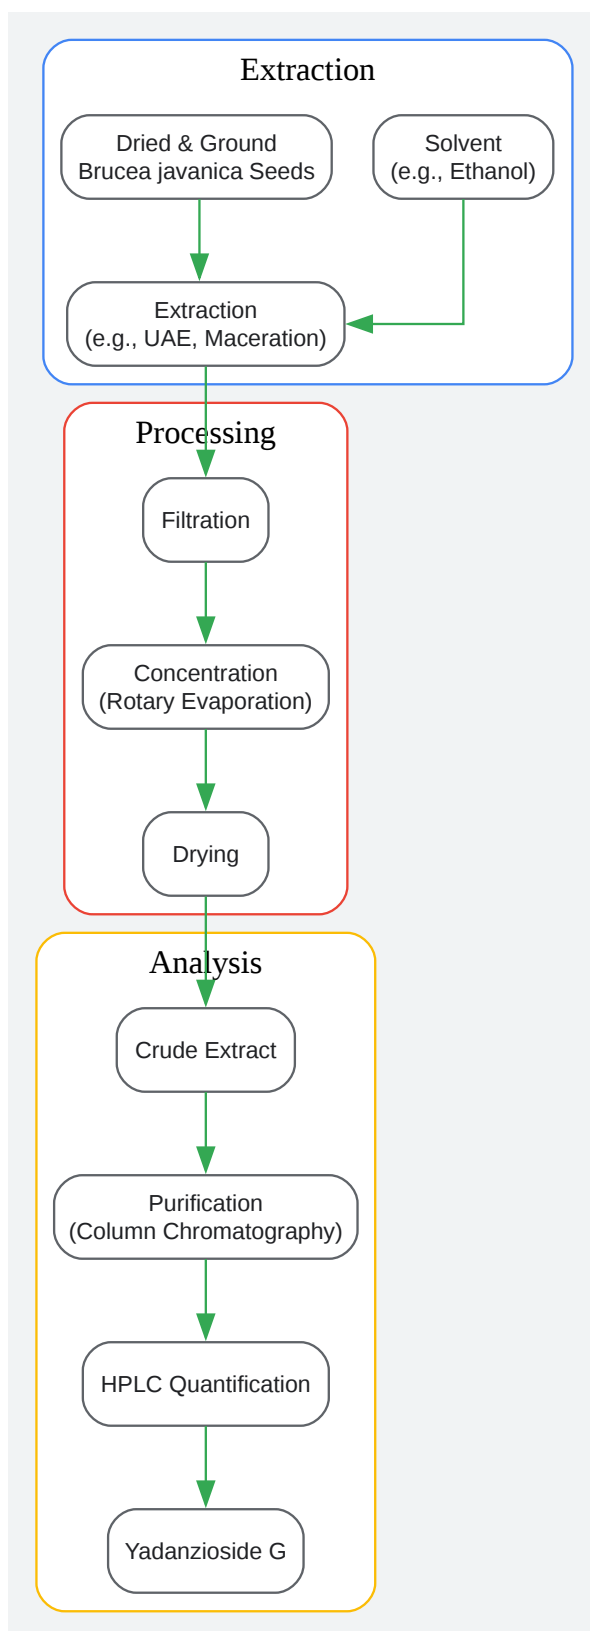 Extraction
Dried & Ground
Brucea javanica Seeds
Solvent
(e.g., Ethanol)
Extraction
(e.g., UAE, Maceration)
Processing
Filtration
Concentration
(Rotary Evaporation)
Drying
Analysis
Crude Extract
Purification
(Column Chromatography)
HPLC Quantification
Yadanzioside G